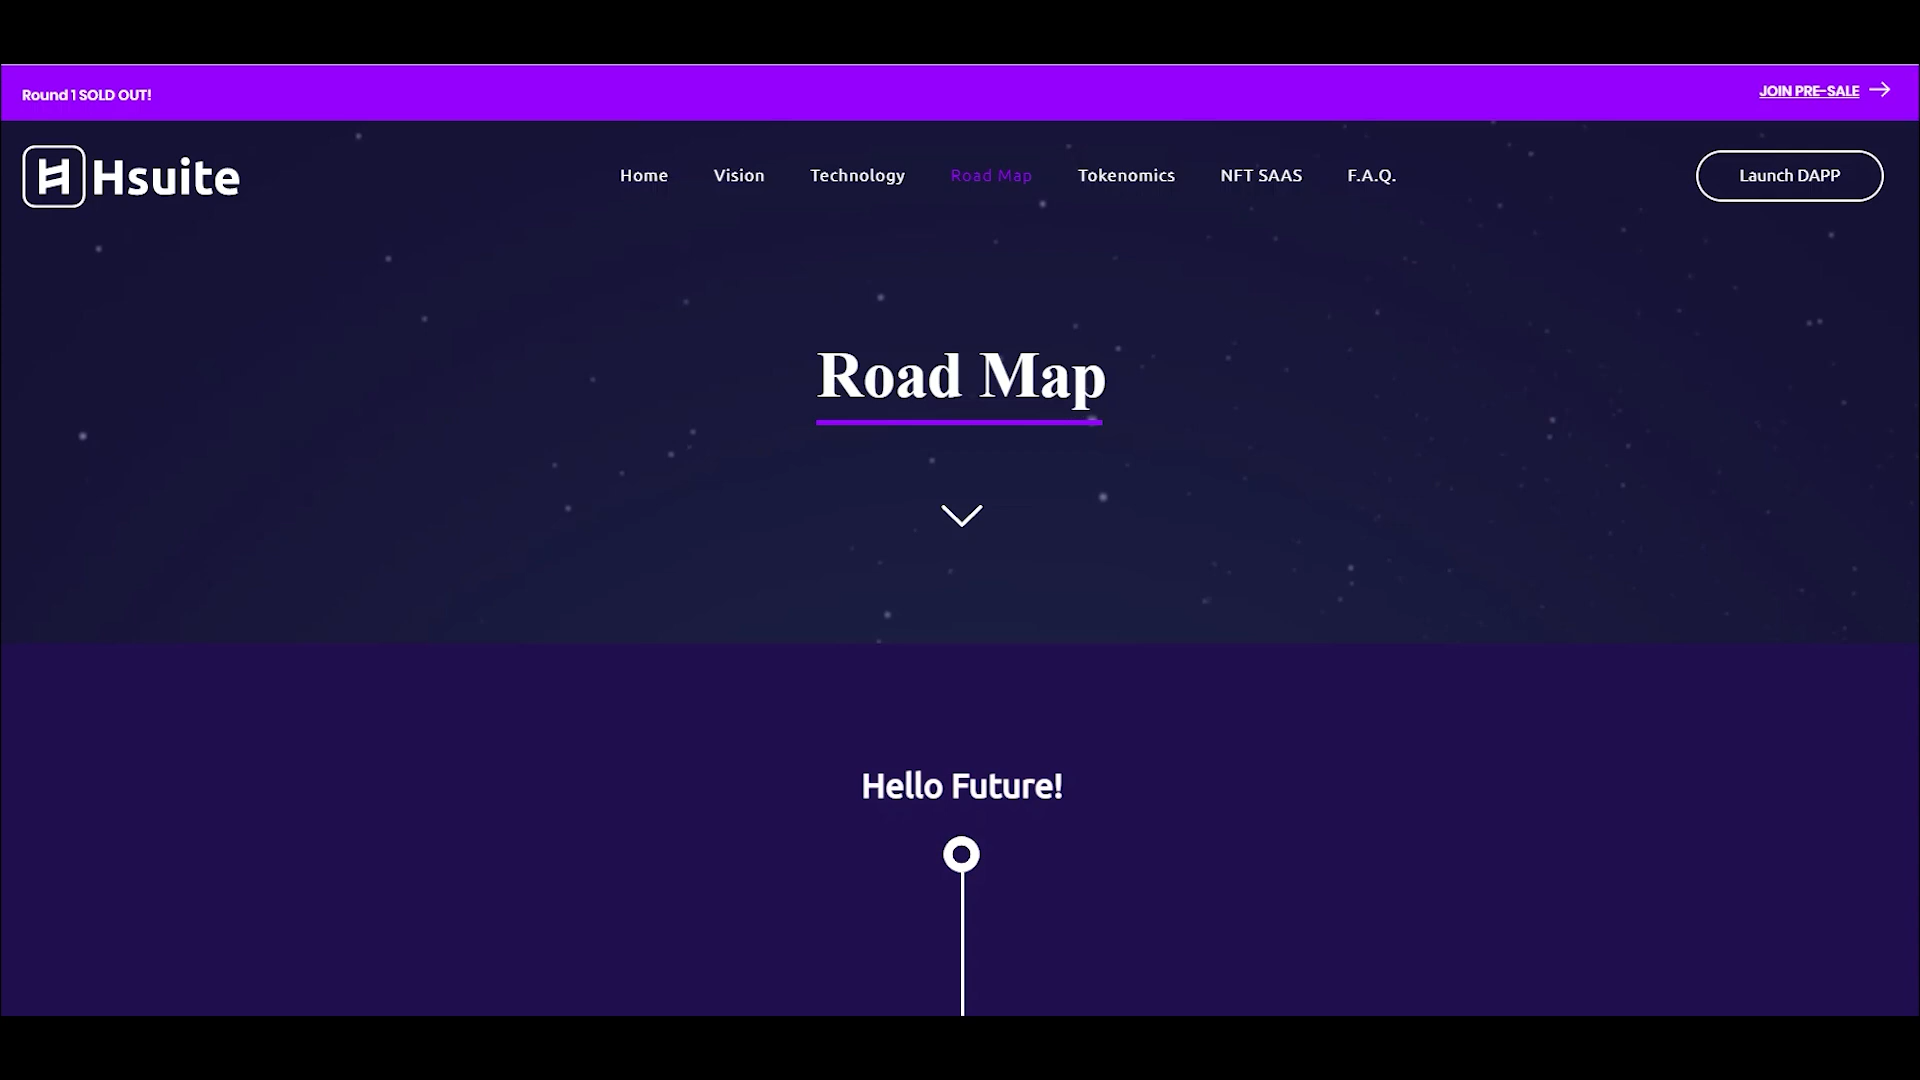 Round 1 SOLD OUT!
JOIN PRE-SALE
Hsuite
Home Vision Technology Road Map Tokenomics NFT SAAS F.A.Q.
Launch DAPP
Road Map
Hello Future!